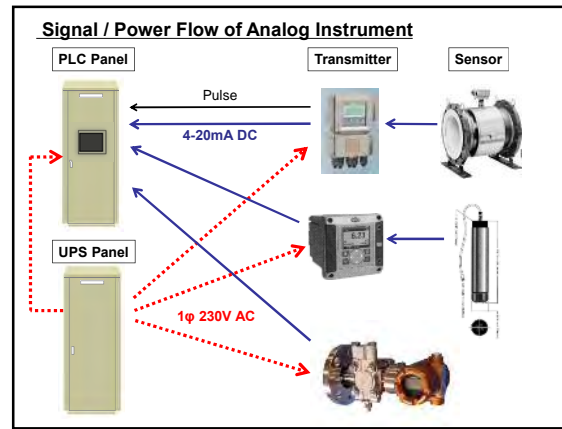 Signal / Power Flow of Analog Instrument
PLC Panel
Transmitter
Sensor
Pulse
4-20mA DC
UPS Panel
1φ 230V AC